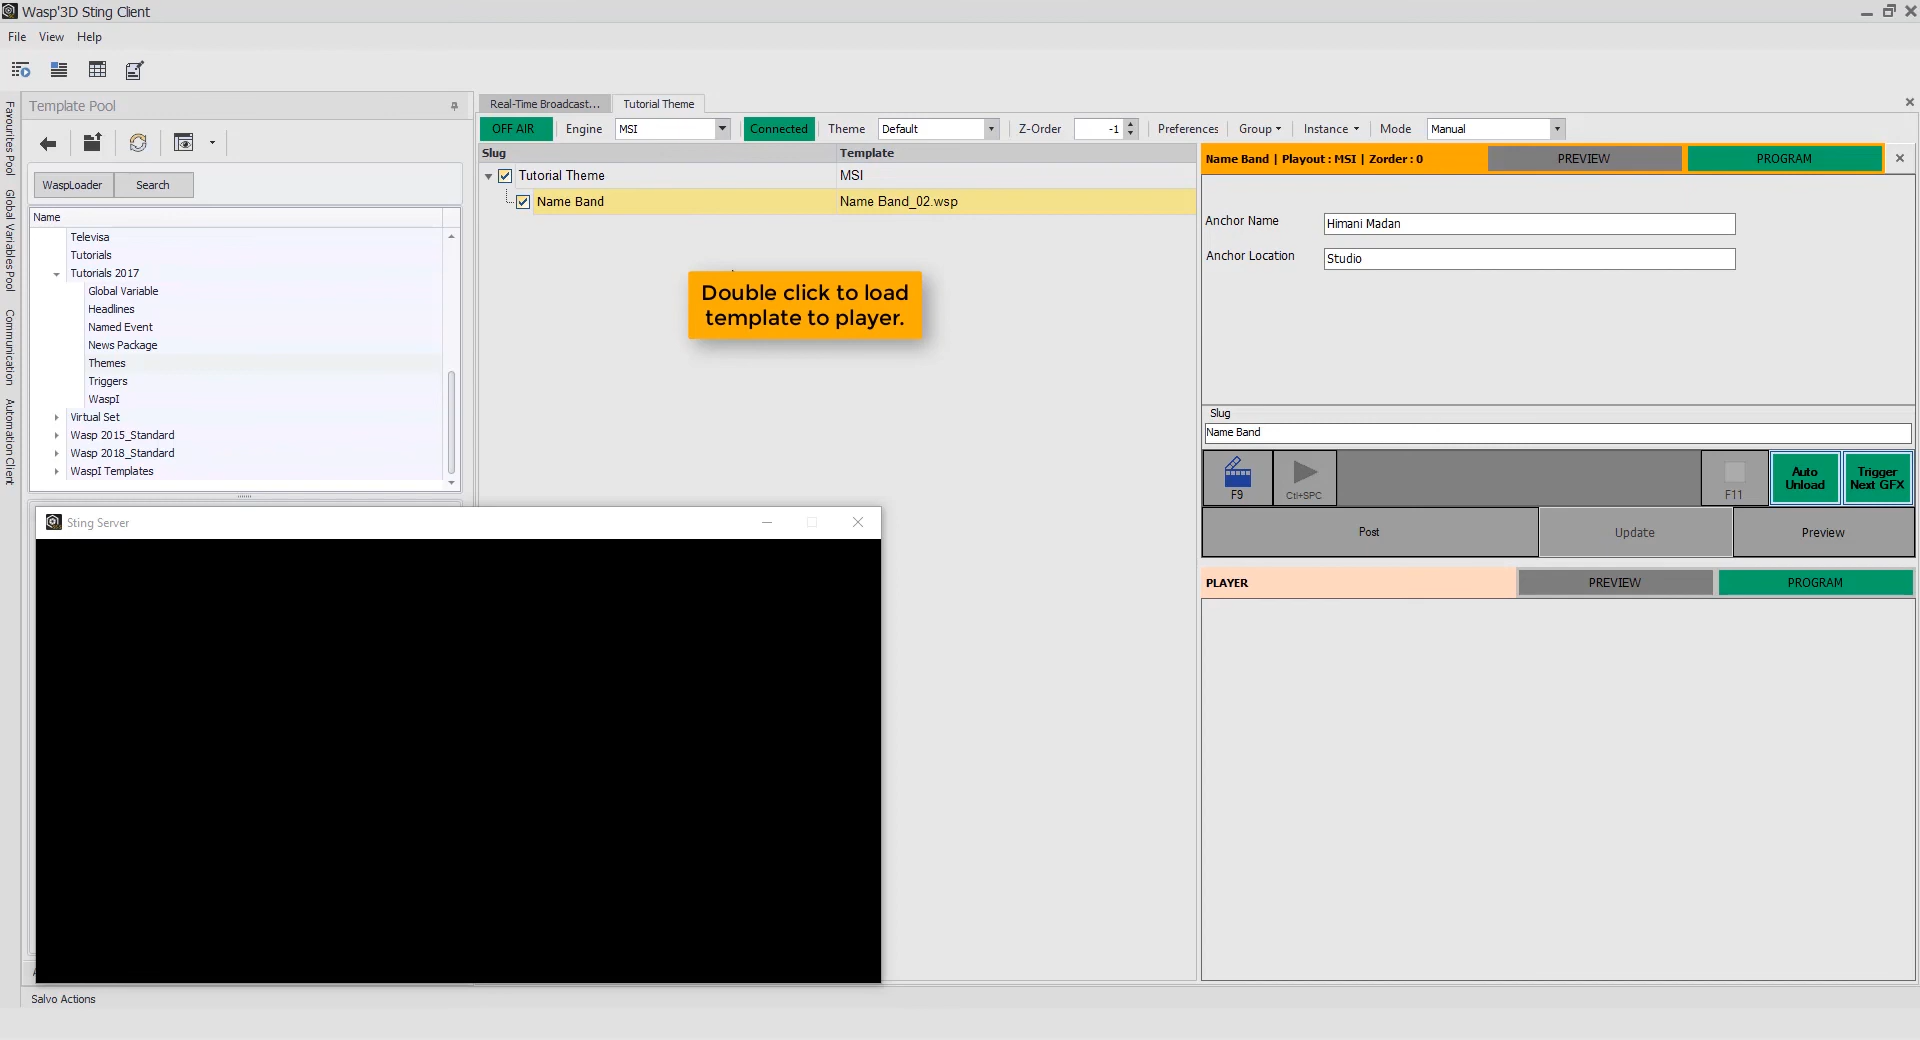 Wasp'3D Sting Client
File View Help
Favourites Pool
Global Variables Pool
Communication
Automation Client
Template Pool
WaspLoader Search
Name
Televisa
Tutorials
Tutorials 2017
Global Variable
Headlines
Named Event
News Package
Themes
Triggers
WaspI
Virtual Set
Wasp 2015_Standard
Wasp 2018_Standard
WaspI Templates
Real-Time Broadcast... Tutorial Theme
OFF AIR Engine MSI Connected Theme Default Z-Order -1 Preferences Group Instance Mode Manual
Slug Template
Tutorial Theme MSI
Name Band Name Band_02.wsp
Double click to load
template to player.
Name Band | Playout : MSI | Zorder : 0 PREVIEW PROGRAM
Anchor Name Himani Madan
Anchor Location Studio
Slug
Name Band
F9 Ctl+SPC F11
Auto
Unload
Trigger
Next GFX
Post Update Preview
PLAYER PREVIEW PROGRAM
Sting Server
Salvo Actions